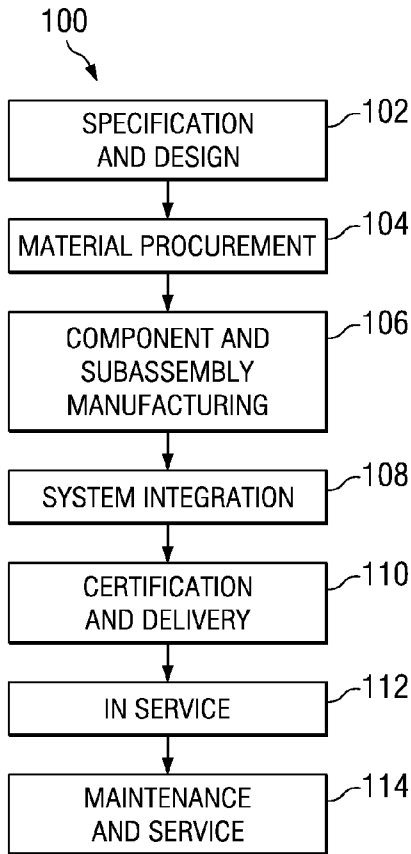 100
SPECIFICATION
AND DESIGN
102
MATERIAL PROCUREMENT
104
COMPONENT AND
SUBASSEMBLY
MANUFACTURING
106
SYSTEM INTEGRATION
108
CERTIFICATION
AND DELIVERY
110
IN SERVICE
112
MAINTENANCE
AND SERVICE
114